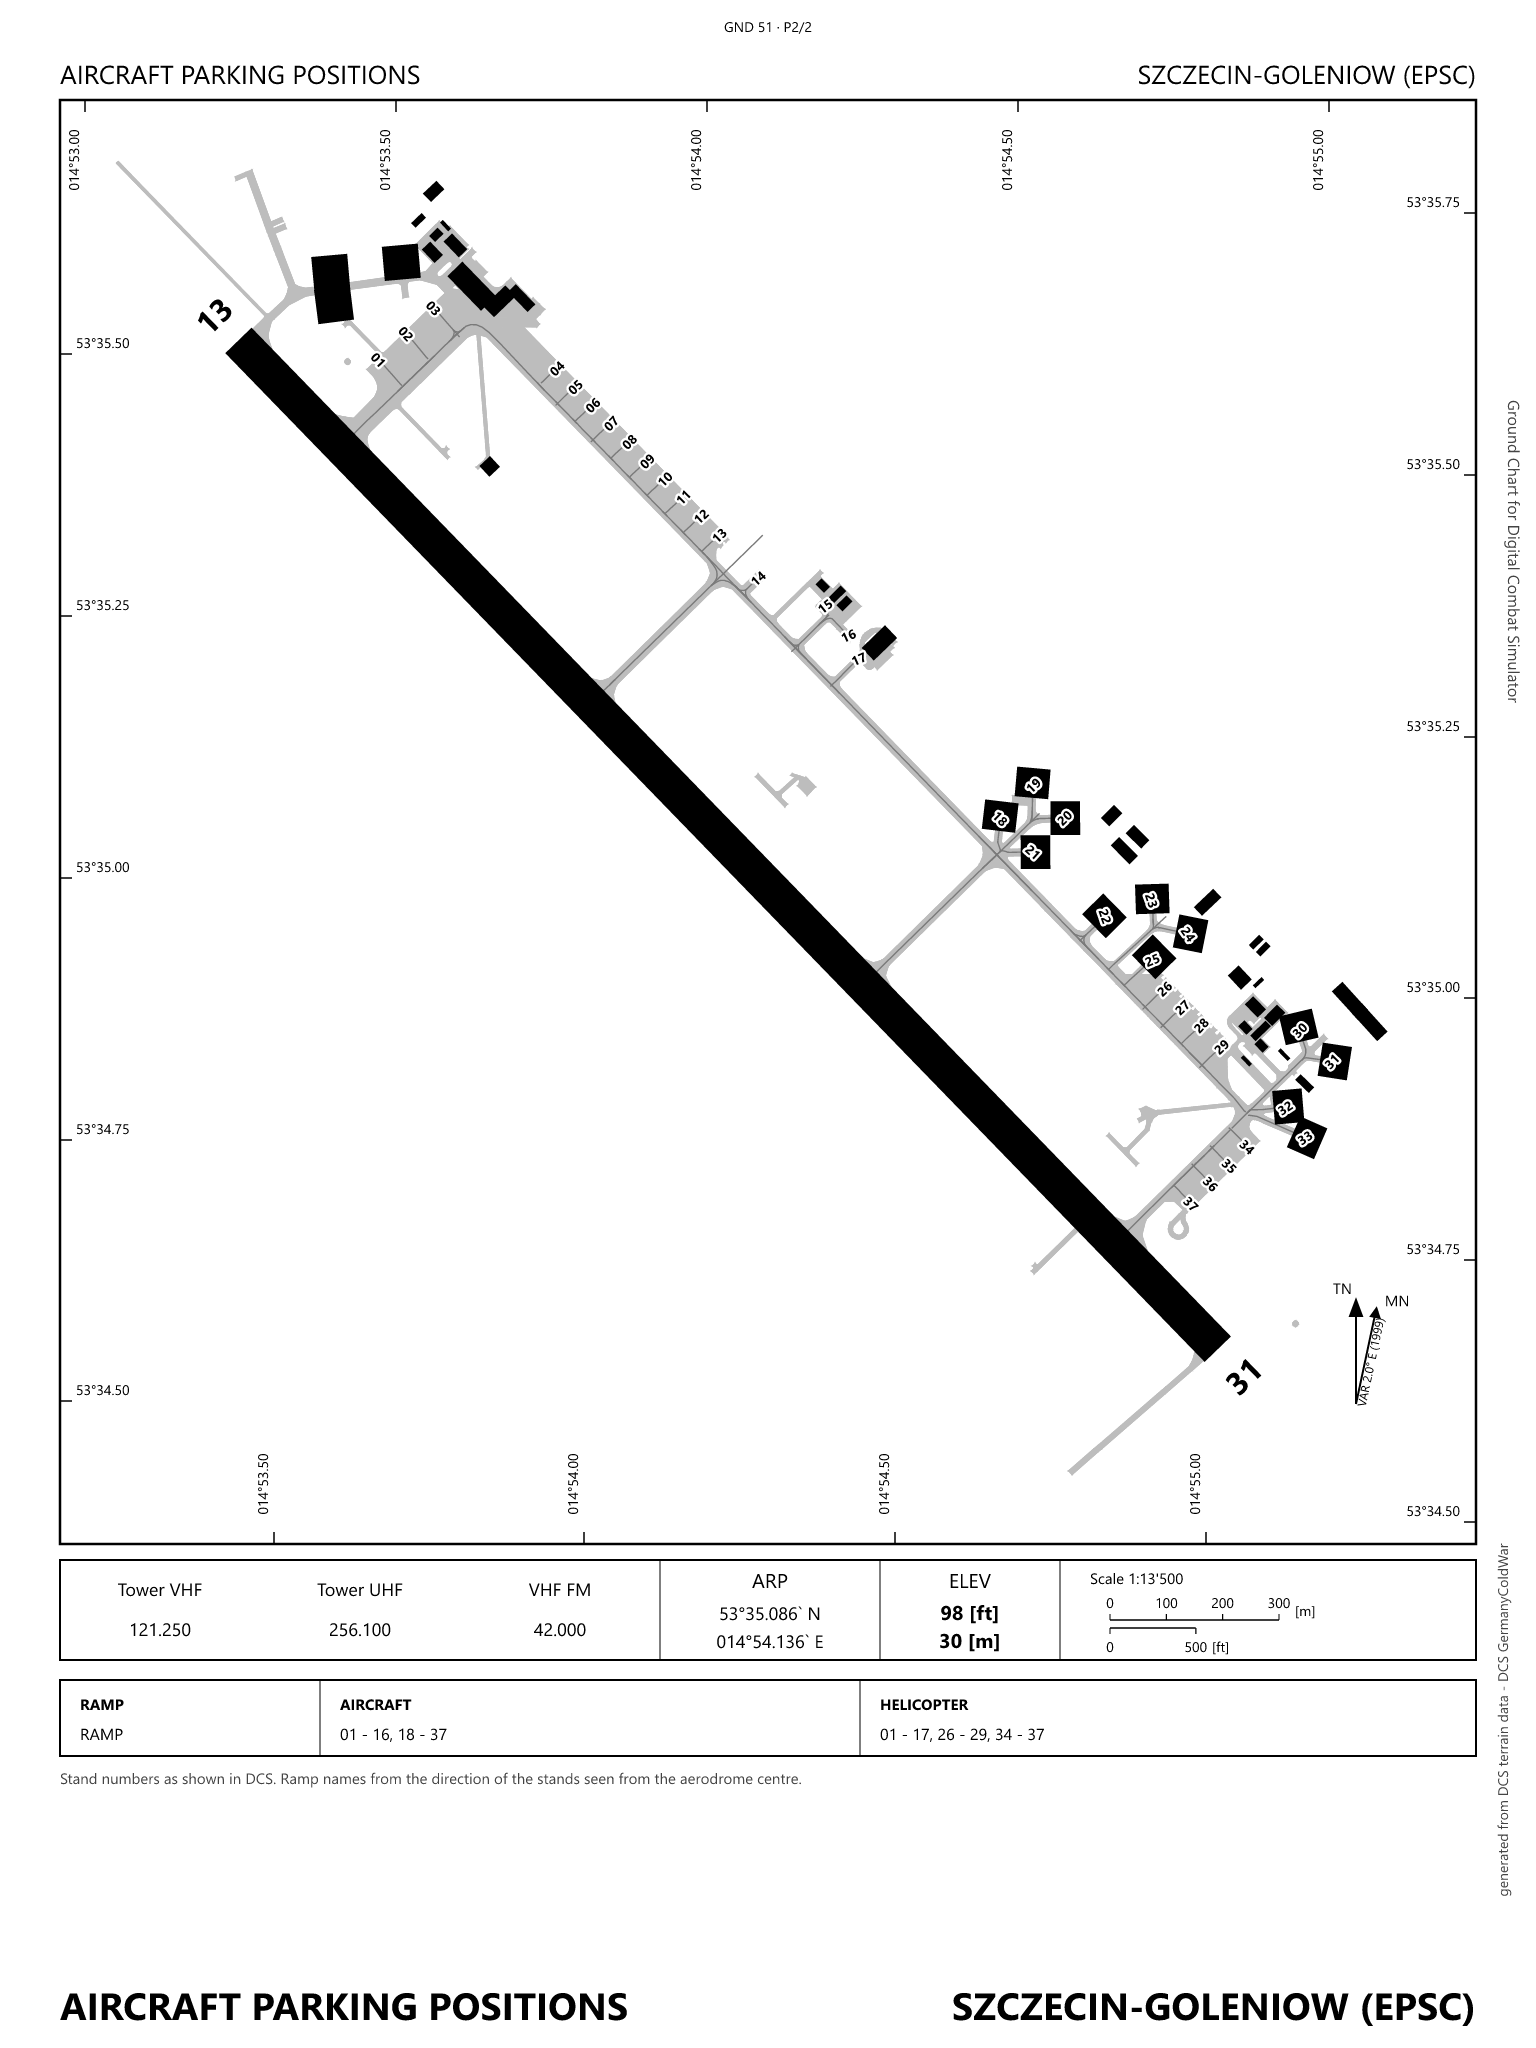 GND 51 · P2/2
AIRCRAFT PARKING POSITIONS
SZCZECIN-GOLENIOW (EPSC)
014°53.00
014°53.50
014°54.00
014°54.50
014°55.00
53°35.75
53°35.50
53°35.25
53°35.00
53°34.75
53°34.50
53°35.50
53°35.25
53°35.00
53°34.75
53°34.50
13
03
02
01
04
05
06
07
08
09
10
11
12
13
14
15
16
17
18
19
20
21
22
23
24
25
26
27
28
29
30
31
32
33
34
35
36
37
31
TN
MN
VAR 2.0° E (1999)
014°53.50
014°54.00
014°54.50
014°55.00
Ground Chart for Digital Combat Simulator
generated from DCS terrain data - DCS GermanyColdWar
Tower VHF
121.250
Tower UHF
256.100
VHF FM
42.000
ARP
53°35.086` N
014°54.136` E
ELEV
98 [ft]
30 [m]
Scale 1:13'500
0 100 200 300 [m]
0 500 [ft]
RAMP
RAMP
AIRCRAFT
01 - 16, 18 - 37
HELICOPTER
01 - 17, 26 - 29, 34 - 37
Stand numbers as shown in DCS. Ramp names from the direction of the stands seen from the aerodrome centre.
AIRCRAFT PARKING POSITIONS
SZCZECIN-GOLENIOW (EPSC)